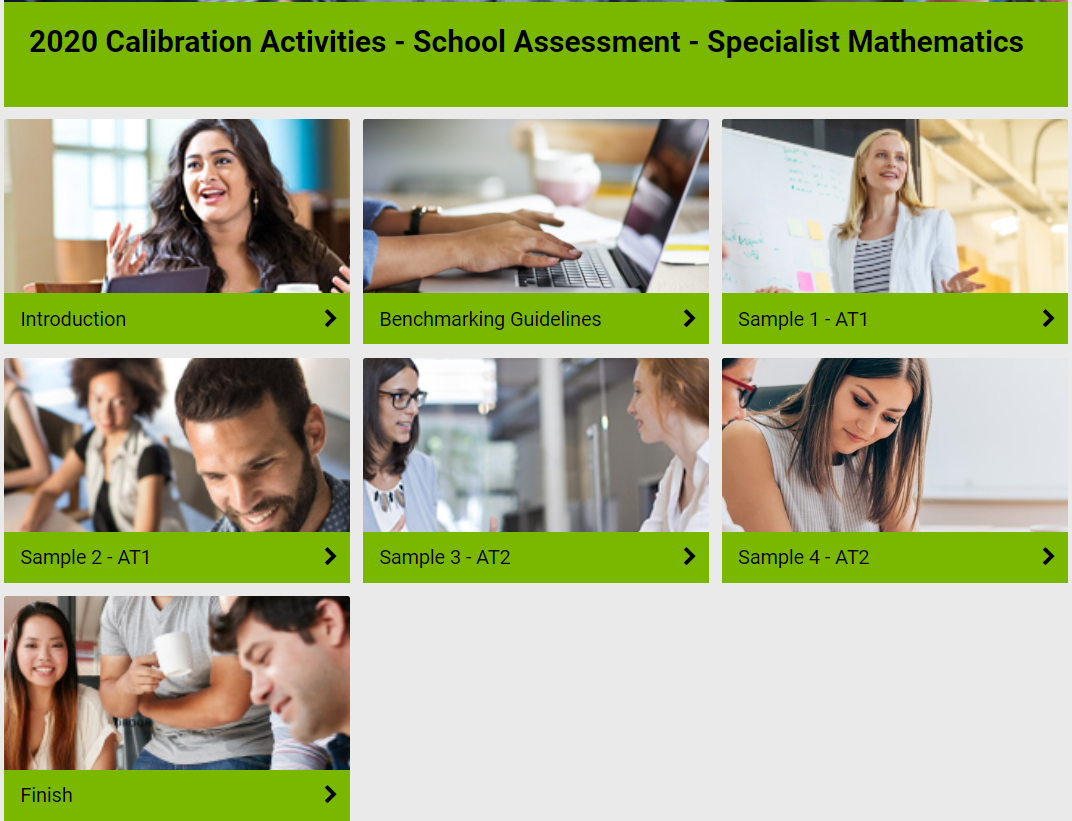 2020 Calibration Activities - School Assessment - Specialist Mathematics
Introduction
Benchmarking Guidelines
Sample 1 - AT1
Sample 2 - AT1
Sample 3 - AT2
Sample 4 - AT2
Finish